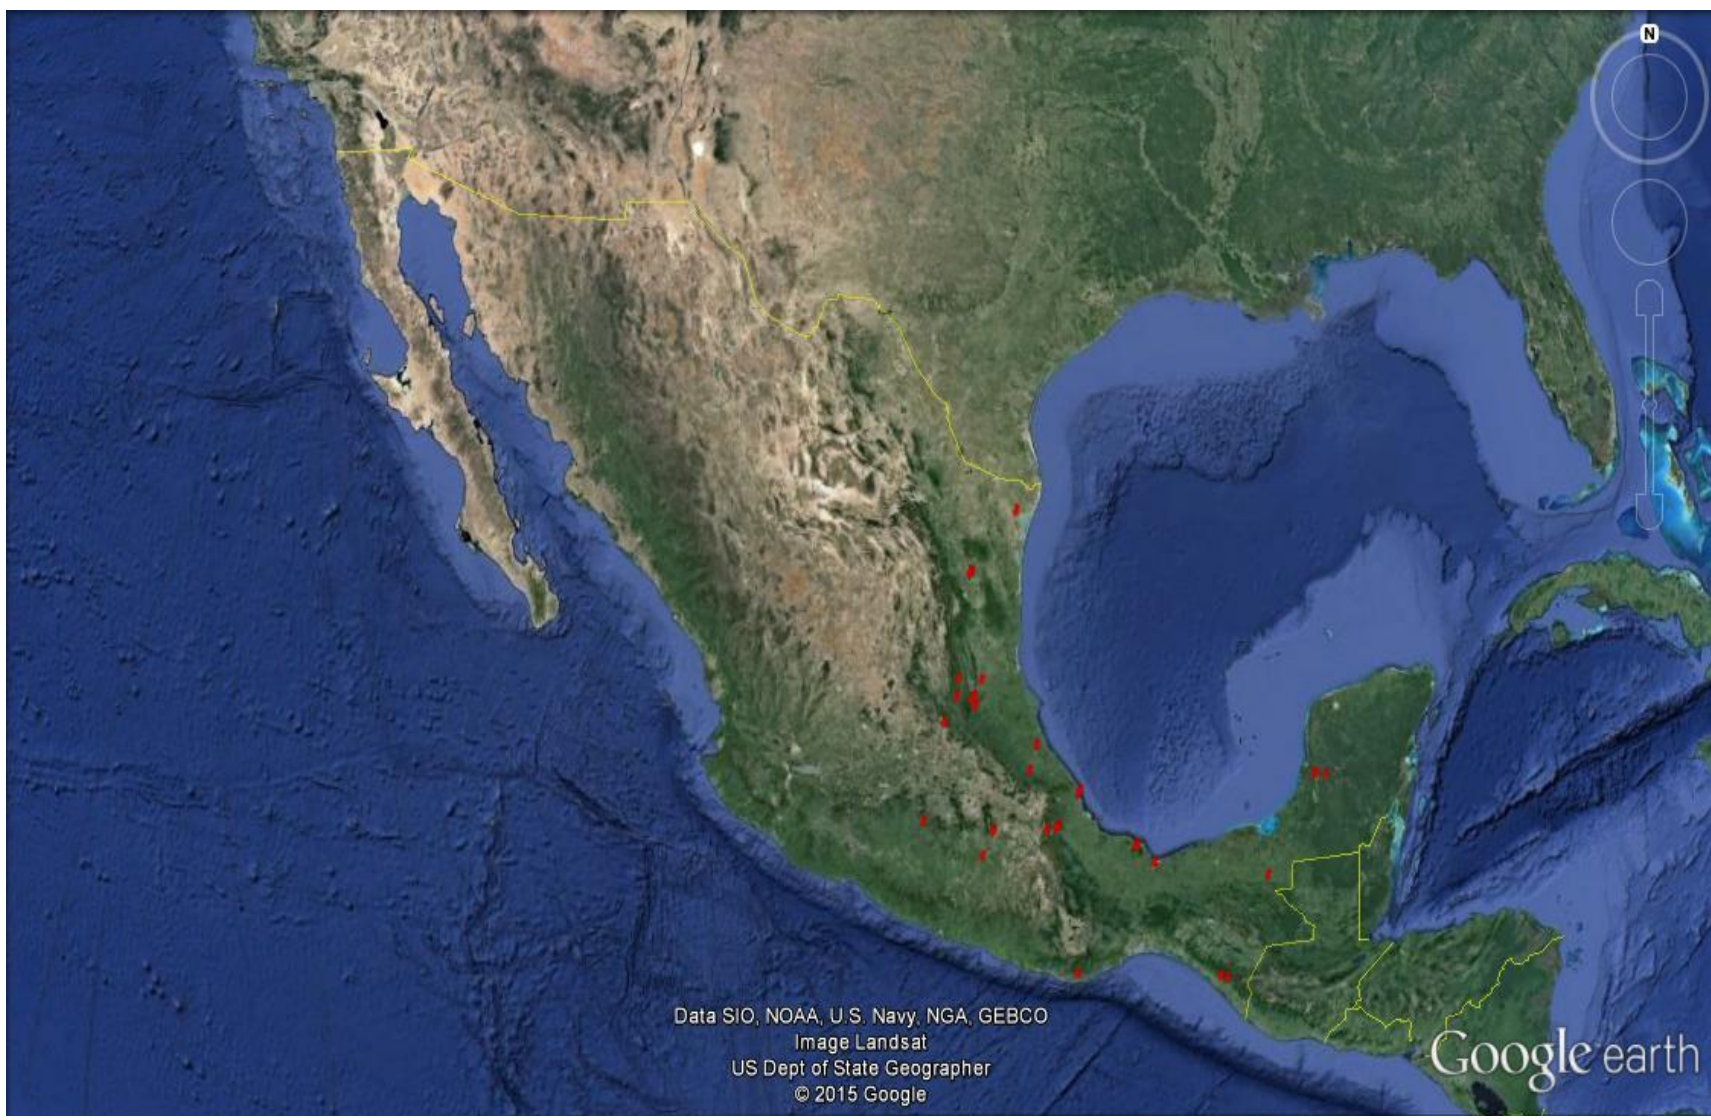 N
Data SIO, NOAA, U.S. Navy, NGA, GEBCO
Image Landsat
US Dept of State Geographer
© 2015 Google
Google earth